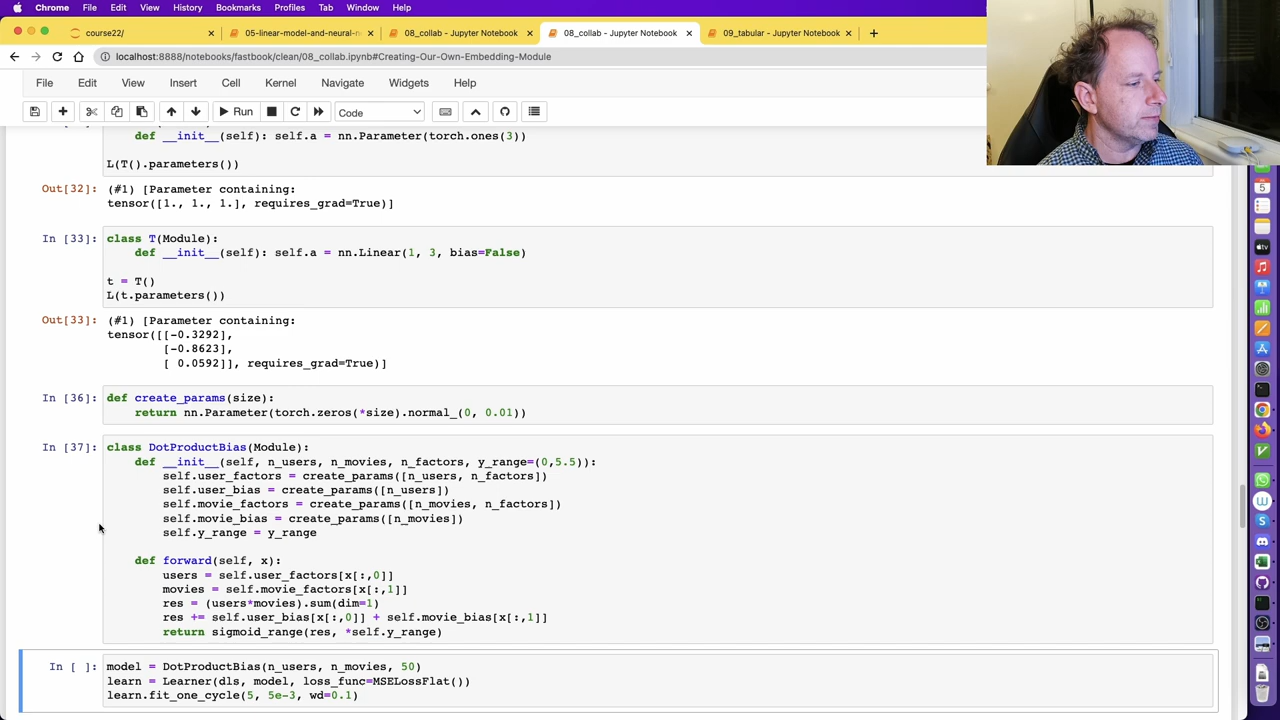 Chrome File Edit View History Bookmarks Profiles Tab Window Help
course22/
05-linear-model-and-neural-n
08_collab - Jupyter Notebook
08_collab - Jupyter Notebook
09_tabular - Jupyter Notebook
localhost:8888/notebooks/fastbook/clean/08_collab.ipynb#Creating-Our-Own-Embedding-Module
File Edit View Insert Cell Kernel Navigate Widgets Help
Run
Code
def __init__(self): self.a = nn.Parameter(torch.ones(3))
L(T().parameters())
Out[32]: (#1) [Parameter containing:
tensor([1., 1., 1.], requires_grad=True)]
In [33]: class T(Module):
def __init__(self): self.a = nn.Linear(1, 3, bias=False)
t = T()
L(t.parameters())
Out[33]: (#1) [Parameter containing:
tensor([[-0.3292],
[-0.8623],
[ 0.0592]], requires_grad=True)]
In [36]: def create_params(size):
return nn.Parameter(torch.zeros(*size).normal_(0, 0.01))
In [37]: class DotProductBias(Module):
def __init__(self, n_users, n_movies, n_factors, y_range=(0,5.5)):
self.user_factors = create_params([n_users, n_factors])
self.user_bias = create_params([n_users])
self.movie_factors = create_params([n_movies, n_factors])
self.movie_bias = create_params([n_movies])
self.y_range = y_range
def forward(self, x):
users = self.user_factors[x[:,0]]
movies = self.movie_factors[x[:,1]]
res = (users*movies).sum(dim=1)
res += self.user_bias[x[:,0]] + self.movie_bias[x[:,1]]
return sigmoid_range(res, *self.y_range)
In [ ]: model = DotProductBias(n_users, n_movies, 50)
learn = Learner(dls, model, loss_func=MSELossFlat())
learn.fit_one_cycle(5, 5e-3, wd=0.1)